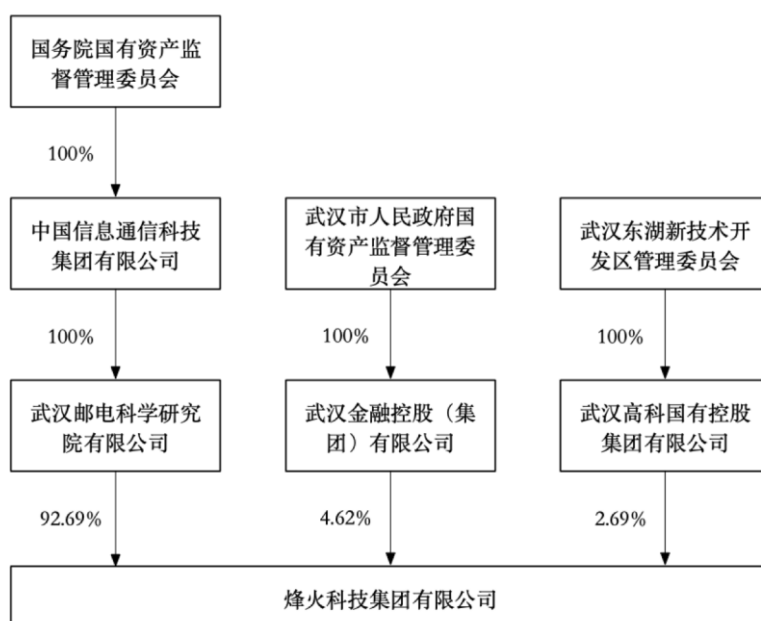 国务院国有资产监
督管理委员会
100%
中国信息通信科技
集团有限公司
武汉市人民政府国
有资产监督管理委
员会
武汉东湖新技术开
发区管理委员会
100%
100%
100%
武汉邮电科学研究
院有限公司
武汉金融控股（集
团）有限公司
武汉高科国有控股
集团有限公司
92.69%
4.62%
2.69%
烽火科技集团有限公司